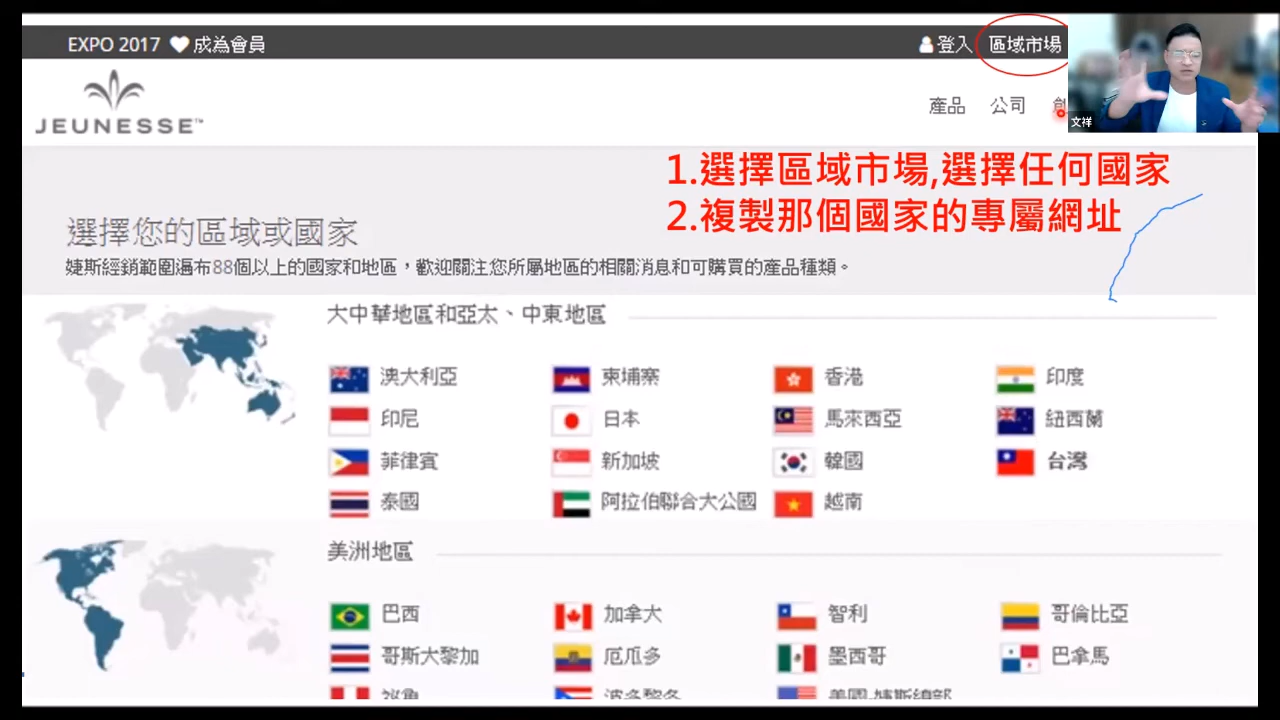 EXPO 2017 成為會員
登入 區域市場
JEUNESSE™
產品 公司
文祥
1.選擇區域市場,選擇任何國家
2.複製那個國家的專屬網址
選擇您的區域或國家
婕斯經銷範圍遍布88個以上的國家和地區，歡迎關注您所屬地區的相關消息和可購買的產品種類。
大中華地區和亞太、中東地區
澳大利亞 柬埔寨 香港 印度
印尼 日本 馬來西亞 紐西蘭
菲律賓 新加坡 韓國 台灣
泰國 阿拉伯聯合大公國 越南
美洲地區
巴西 加拿大 智利 哥倫比亞
哥斯大黎加 厄瓜多 墨西哥 巴拿馬